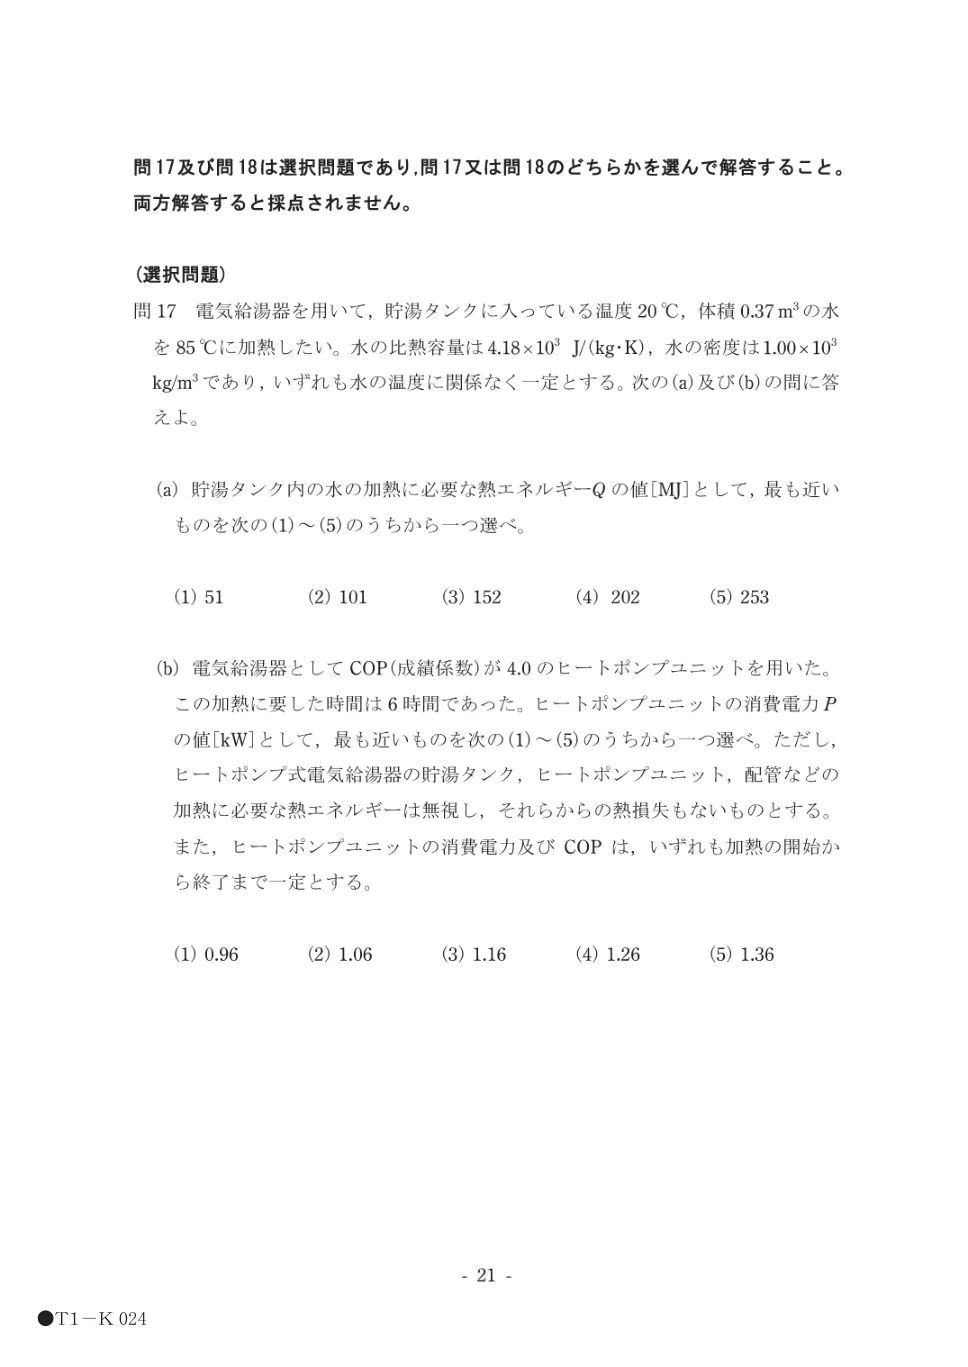 問17及び問18は選択問題であり,問17又は問18のどちらかを選んで解答すること。
両方解答すると採点されません。
(選択問題)
問17 電気給湯器を用いて，貯湯タンクに入っている温度20℃，体積0.37m³の水
を85℃に加熱したい。水の比熱容量は4.18×10³ J/(kg・K)，水の密度は1.00×10³
kg/m³であり，いずれも水の温度に関係なく一定とする。次の(a)及び(b)の問に答
えよ。
(a) 貯湯タンク内の水の加熱に必要な熱エネルギーQの値[MJ]として，最も近い
ものを次の(1)～(5)のうちから一つ選べ。
(1) 51 (2) 101 (3) 152 (4) 202 (5) 253
(b) 電気給湯器としてCOP(成績係数)が4.0のヒートポンプユニットを用いた。
この加熱に要した時間は6時間であった。ヒートポンプユニットの消費電力P
の値[kW]として，最も近いものを次の(1)～(5)のうちから一つ選べ。ただし，
ヒートポンプ式電気給湯器の貯湯タンク，ヒートポンプユニット，配管などの
加熱に必要な熱エネルギーは無視し，それらからの熱損失もないものとする。
また，ヒートポンプユニットの消費電力及びCOPは，いずれも加熱の開始か
ら終了まで一定とする。
(1) 0.96 (2) 1.06 (3) 1.16 (4) 1.26 (5) 1.36
- 21 -
●T1－K 024